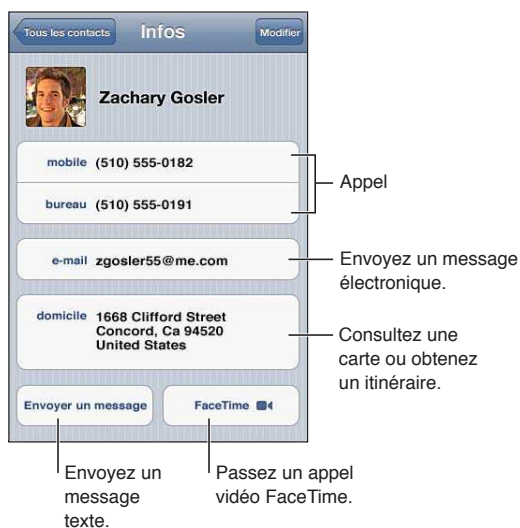 Tous les contacts Infos Modifier
Zachary Gosler
mobile (510) 555-0182
bureau (510) 555-0191
Appel
e-mail zgosler55@me.com
Envoyez un message
électronique.
domicile 1668 Clifford Street
Concord, Ca 94520
United States
Consultez une
carte ou obtenez
un itinéraire.
Envoyer un message FaceTime
Envoyez un
message
texte.
Passez un appel
vidéo FaceTime.